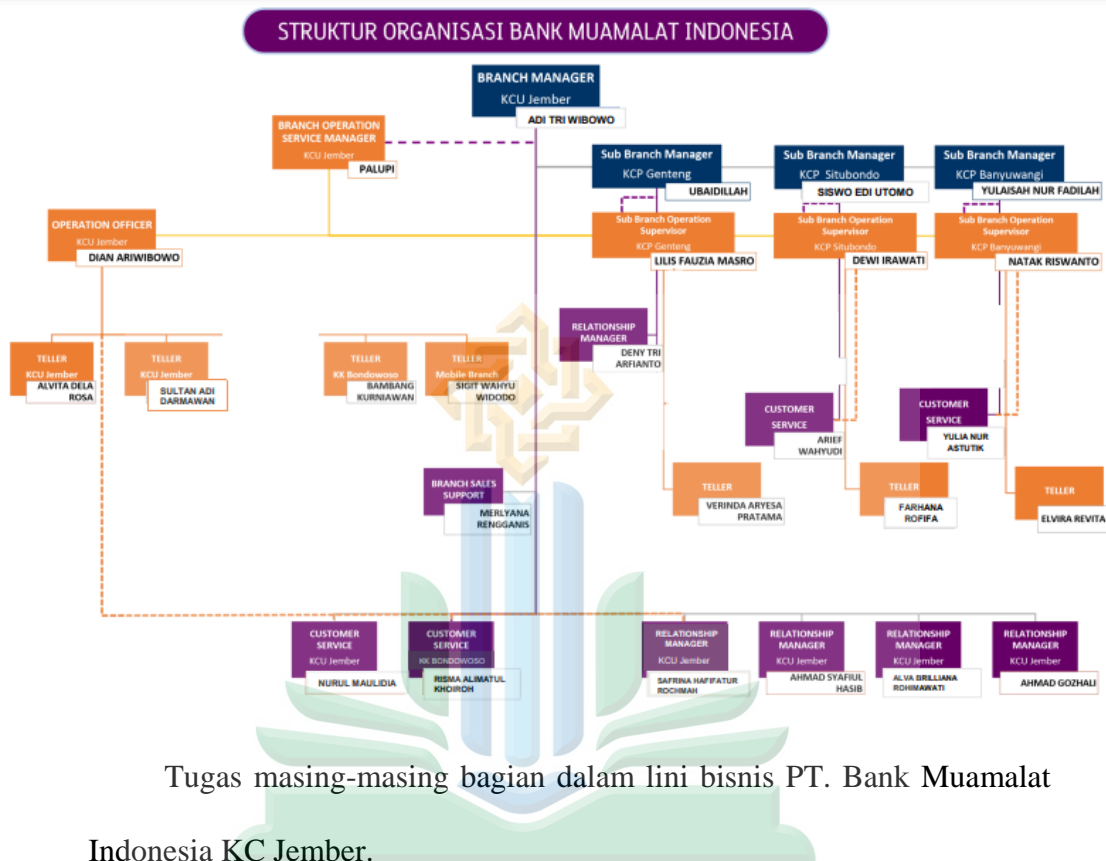 STRUKTUR ORGANISASI BANK MUAMALAT INDONESIA
BRANCH MANAGER
KCU Jember
ADI TRI WIBOWO
BRANCH OPERATION
SERVICE MANAGER
KCU Jember
PALUPI
Sub Branch Manager
KCP Genteng
UBAIDILLAH
Sub Branch Manager
KCP Situbondo
SISWO EDI UTOMO
Sub Branch Manager
KCP Banyuwangi
YULAISAH NUR FADILAH
OPERATION OFFICER
KCU Jember
DIAN ARIWIBOWO
Sub Branch Operation
Supervisor
KCP Genteng
LILIS FAUZIA MASRO
Sub Branch Operation
Supervisor
KCP Situbondo
DEWI IRAWATI
Sub Branch Operation
Supervisor
KCP Banyuwangi
NATAK RISWANTO
RELATIONSHIP
MANAGER
DENY TRI
ARFIANTO
TELLER
KCU Jember
ALVITA DELA
ROSA
TELLER
KCU Jember
SULTAN ADI
DARMAWAN
TELLER
KK Bondowoso
BAMBANG
KURNIAWAN
TELLER
Mobile Branch
SIGIT WAHYU
WIDODO
CUSTOMER
SERVICE
ARIEF
WAHYUDI
CUSTOMER
SERVICE
YULIA NUR
ASTUTIK
BRANCH SALES
SUPPORT
MERLYANA
RENGGANIS
TELLER
VERINDA ARYESA
PRATAMA
TELLER
FARHANA
ROFIFA
TELLER
ELVIRA REVITA
CUSTOMER
SERVICE
KCU Jember
NURUL MAULIDIA
CUSTOMER
SERVICE
KK BONDOWOSO
RISMA ALIMATUL
KHOIROH
RELATIONSHIP
MANAGER
KCU Jember
SAFRINA HAFIFATUR
ROCHMAH
RELATIONSHIP
MANAGER
KCU Jember
AHMAD SYAFIUL
HASIB
RELATIONSHIP
MANAGER
KCU Jember
ALVA BRILLIANA
ROHIMAWATI
RELATIONSHIP
MANAGER
KCU Jember
AHMAD GOZHALI
Tugas masing-masing bagian dalam lini bisnis PT. Bank Muamalat
Indonesia KC Jember.